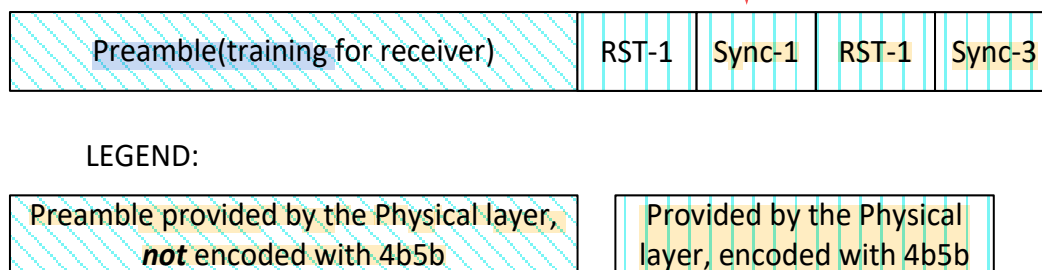 Preamble(training for receiver) RST-1 Sync-1 RST-1 Sync-3
LEGEND:
Preamble provided by the Physical layer,
not encoded with 4b5b
Provided by the Physical
layer, encoded with 4b5b